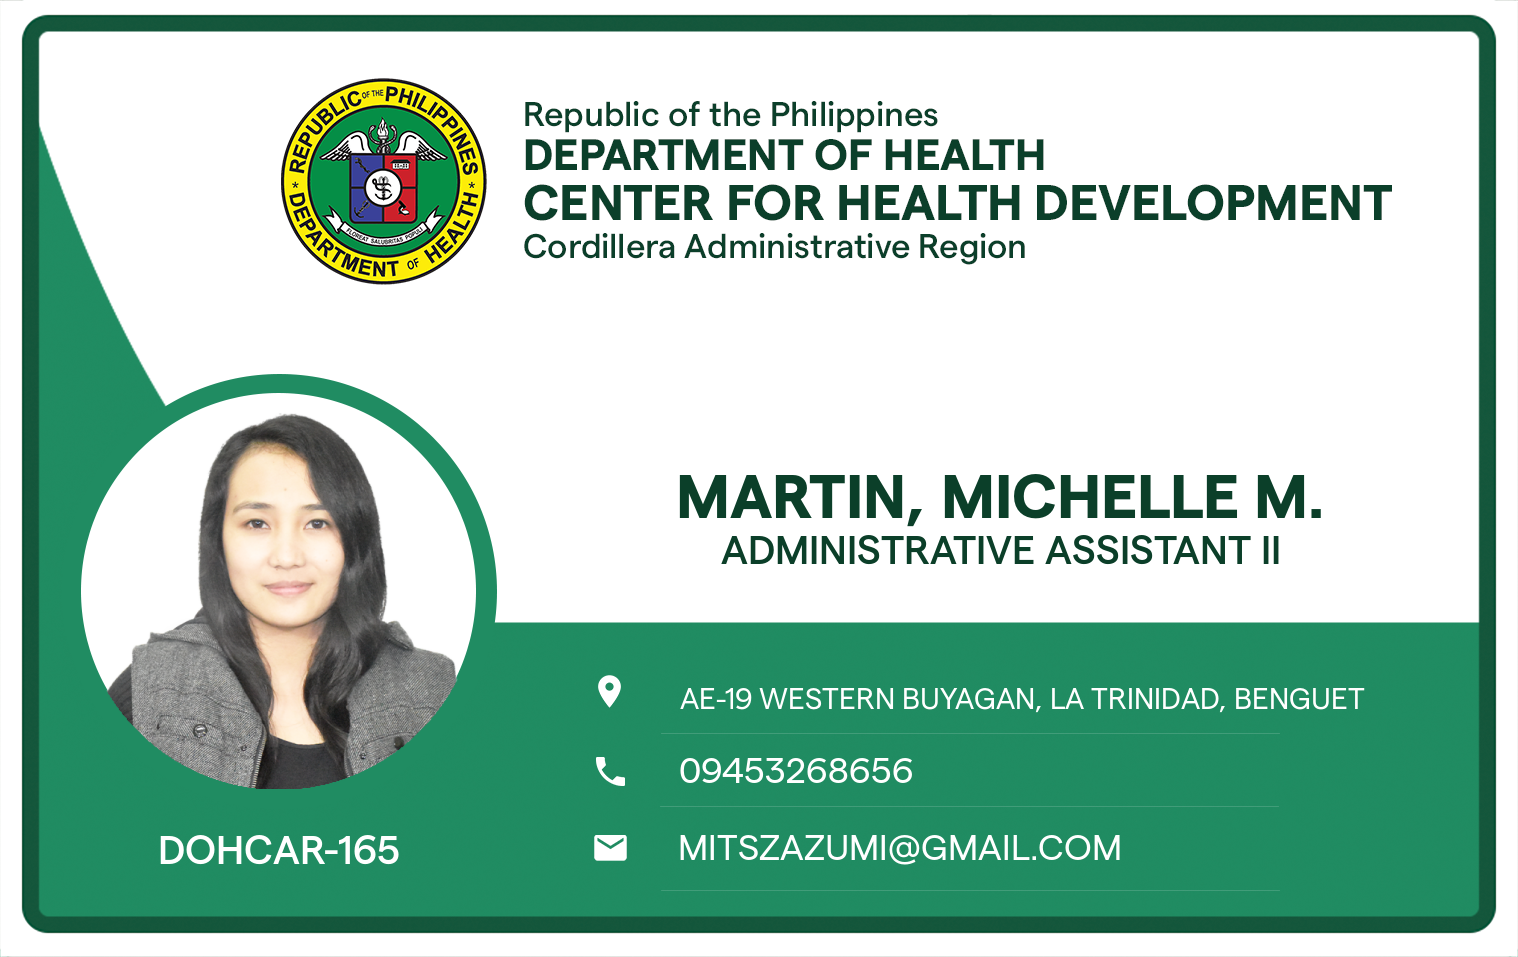 REPUBLIC OF THE PHILIPPINES
DEPARTMENT OF HEALTH
FLOREAT SALUBRITAS POPULI
Republic of the Philippines
DEPARTMENT OF HEALTH
CENTER FOR HEALTH DEVELOPMENT
Cordillera Administrative Region
MARTIN, MICHELLE M.
ADMINISTRATIVE ASSISTANT II
AE-19 WESTERN BUYAGAN, LA TRINIDAD, BENGUET
09453268656
MITSZAZUMI@GMAIL.COM
DOHCAR-165